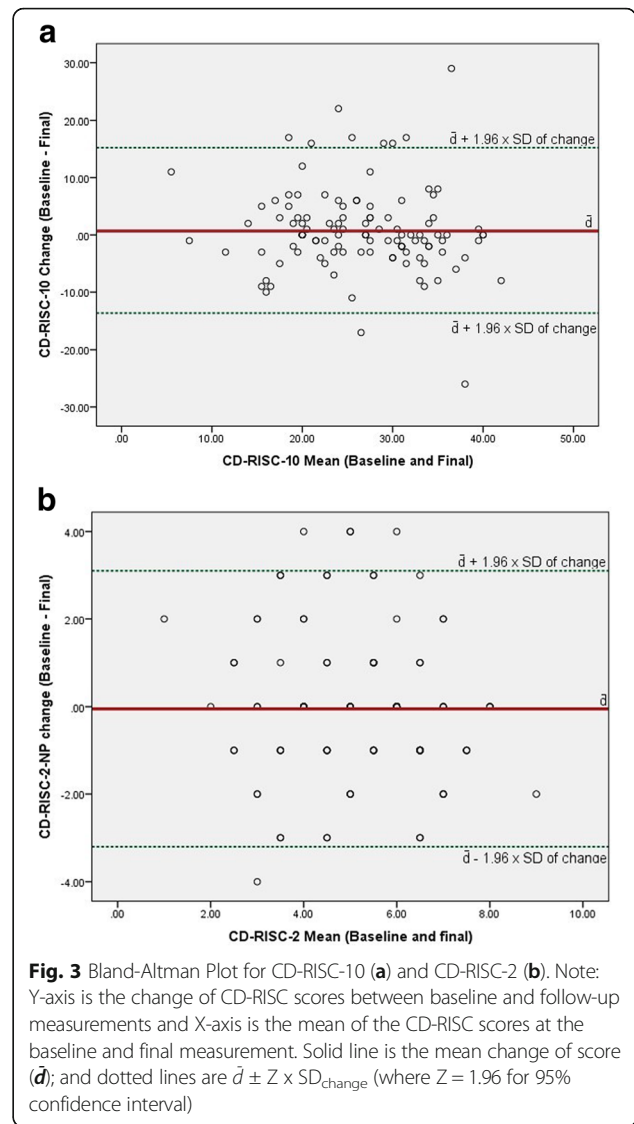 a
30.00
20.00
d̄ + 1.96 x SD of change
10.00
.00
d̄
-10.00
d̄ + 1.96 x SD of change
-20.00
-30.00
CD-RISC-10 Change (Baseline - Final)
.00 10.00 20.00 30.00 40.00 50.00
CD-RISC-10 Mean (Baseline and Final)
b
4.00
d̄ + 1.96 x SD of change
2.00
.00
d̄
-2.00
d̄ - 1.96 x SD of change
-4.00
CD-RISC-2-NP change (Baseline - Final)
.00 2.00 4.00 6.00 8.00 10.00
CD-RISC-2 Mean (Baseline and final)
Fig. 3 Bland-Altman Plot for CD-RISC-10 (a) and CD-RISC-2 (b). Note:
Y-axis is the change of CD-RISC scores between baseline and follow-up
measurements and X-axis is the mean of the CD-RISC scores at the
baseline and final measurement. Solid line is the mean change of score
(d̄); and dotted lines are d̄ ± Z x SDchange (where Z = 1.96 for 95%
confidence interval)